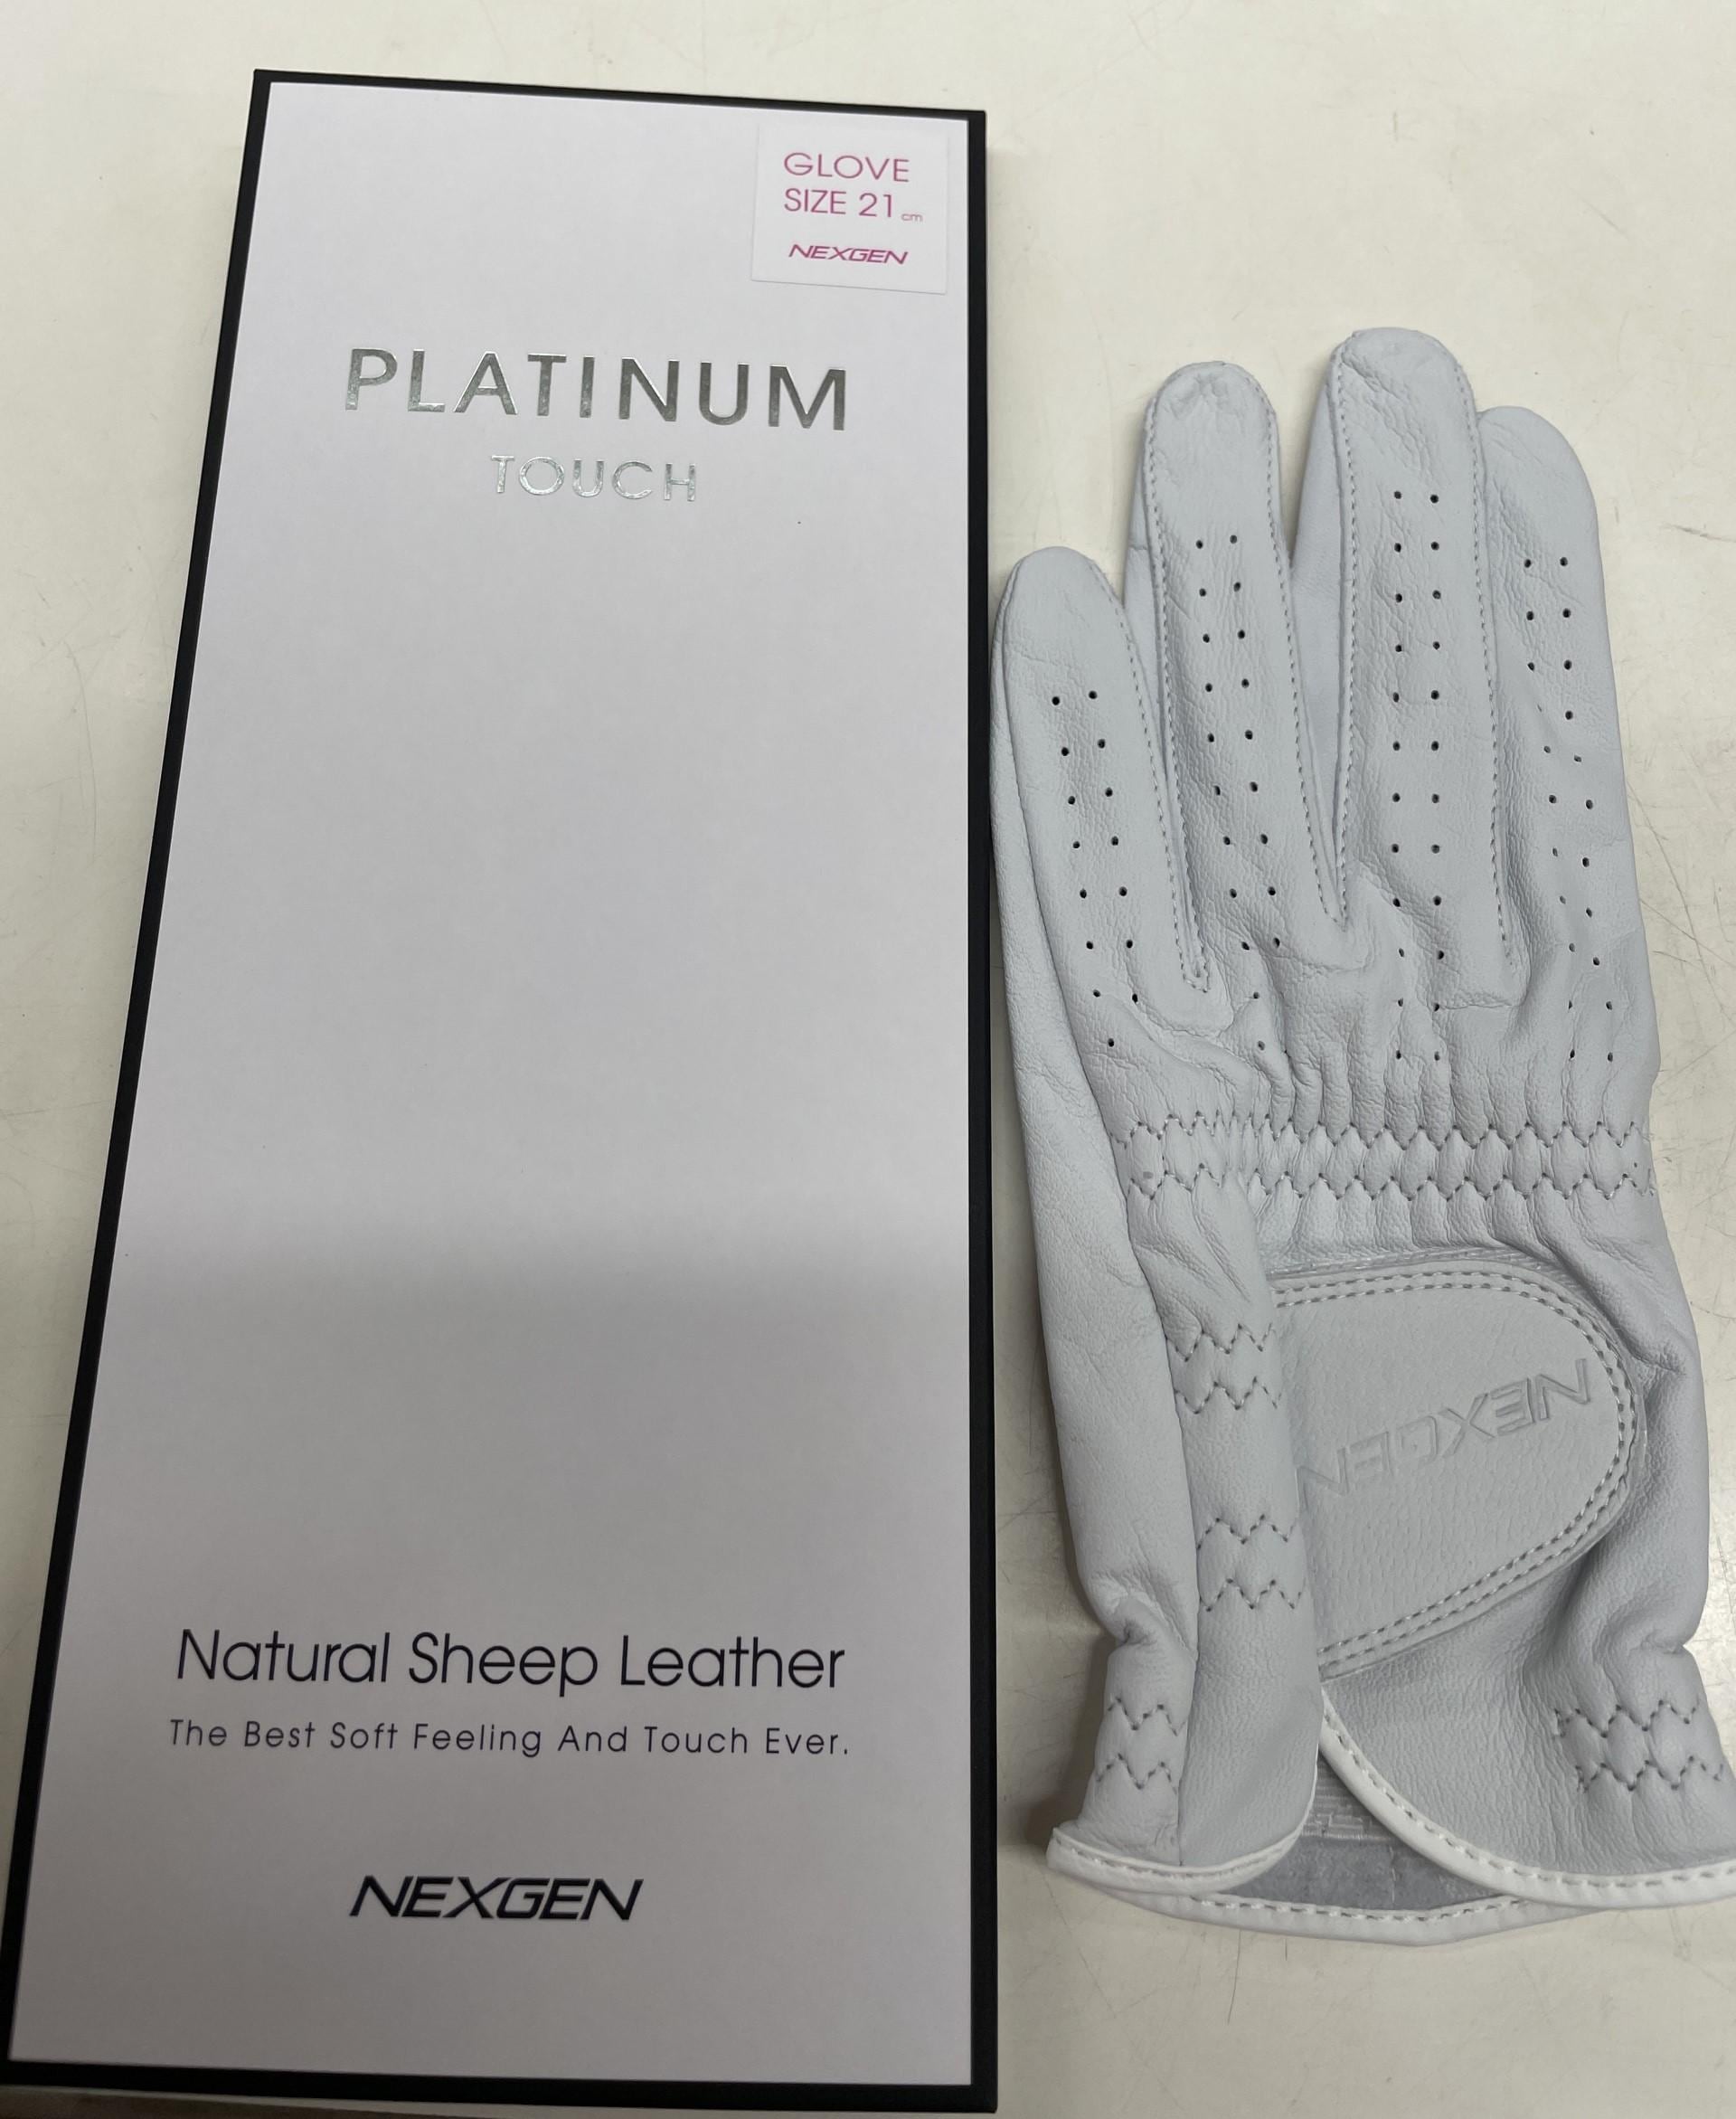 GLOVE
SIZE 21 cm
NEXGEN
PLATINUM
TOUCH
Natural Sheep Leather
The Best Soft Feeling And Touch Ever.
NEXGEN
NEXGEN